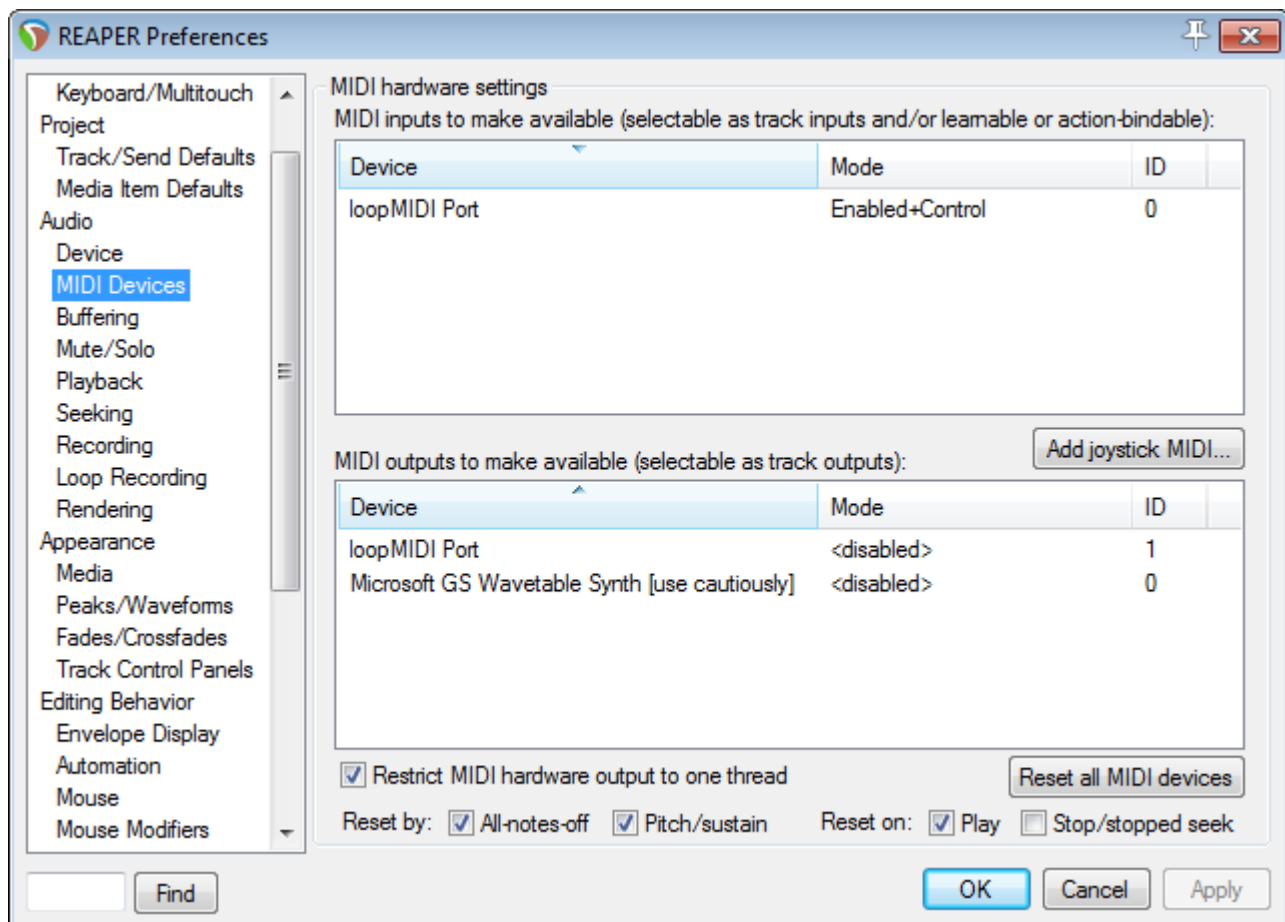 REAPER Preferences
Keyboard/Multitouch
Project
Track/Send Defaults
Media Item Defaults
Audio
Device
MIDI Devices
Buffering
Mute/Solo
Playback
Seeking
Recording
Loop Recording
Rendering
Appearance
Media
Peaks/Waveforms
Fades/Crossfades
Track Control Panels
Editing Behavior
Envelope Display
Automation
Mouse
Mouse Modifiers
Find
MIDI hardware settings
MIDI inputs to make available (selectable as track inputs and/or learnable or action-bindable):
Device Mode ID
loopMIDI Port Enabled+Control 0
Add joystick MIDI...
MIDI outputs to make available (selectable as track outputs):
Device Mode ID
loopMIDI Port <disabled> 1
Microsoft GS Wavetable Synth [use cautiously] <disabled> 0
Restrict MIDI hardware output to one thread Reset all MIDI devices
Reset by: All-notes-off Pitch/sustain Reset on: Play Stop/stopped seek
OK Cancel Apply